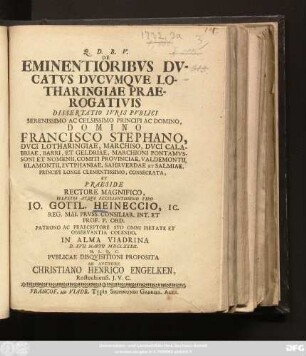 Q. D. B. V.
DE
EMINENTIORIBVS DV-
CATVS DVCVMQVE LO-
THARINGIAE PRAE-
ROGATIVIS
DISSERTATIO IVRIS PVBLICI
SERENISSIMO AC CELSISSIMO PRINCIPI AC DOMINO,
DOMINO
FRANCISCO STEPHANO,
DVCI LOTHARINGIAE, MARCHISO, DVCI CALA-
BRIAE, BARRI, ET GELDRIAE, MARCHIONI PONTAMVS-
SONI ET NOMENII, COMITI PROVINCIAE, VALDEMONTII,
BLAMONTII, ZVTPHANIAE, SARWERDAE ET SALMIAE,
PRINCIPI LONGE CLEMENTISSIMO, CONSECRATA,
ET
PRAESIDE
RECTORE MAGNIFICO,
IO. GOTTL. HEINECCIO, IC.
REG. MAI. PRVSS. CONSILIAR. INT. ET
PROF. P. ORD.
PATRONO AC PRAECEPTORE SVO OMNI PIETATE ET
OBSERVANTIA COLENDO,
IN ALMA VIADRINA
PVBLICAE DISQVISITIONI PROPOSITA
AB AVCTORE
CHRISTIANO HENRICO ENGELKEN,
Rostochiensi. J. V. C.
FRANCOF. ad VIADR. Typis